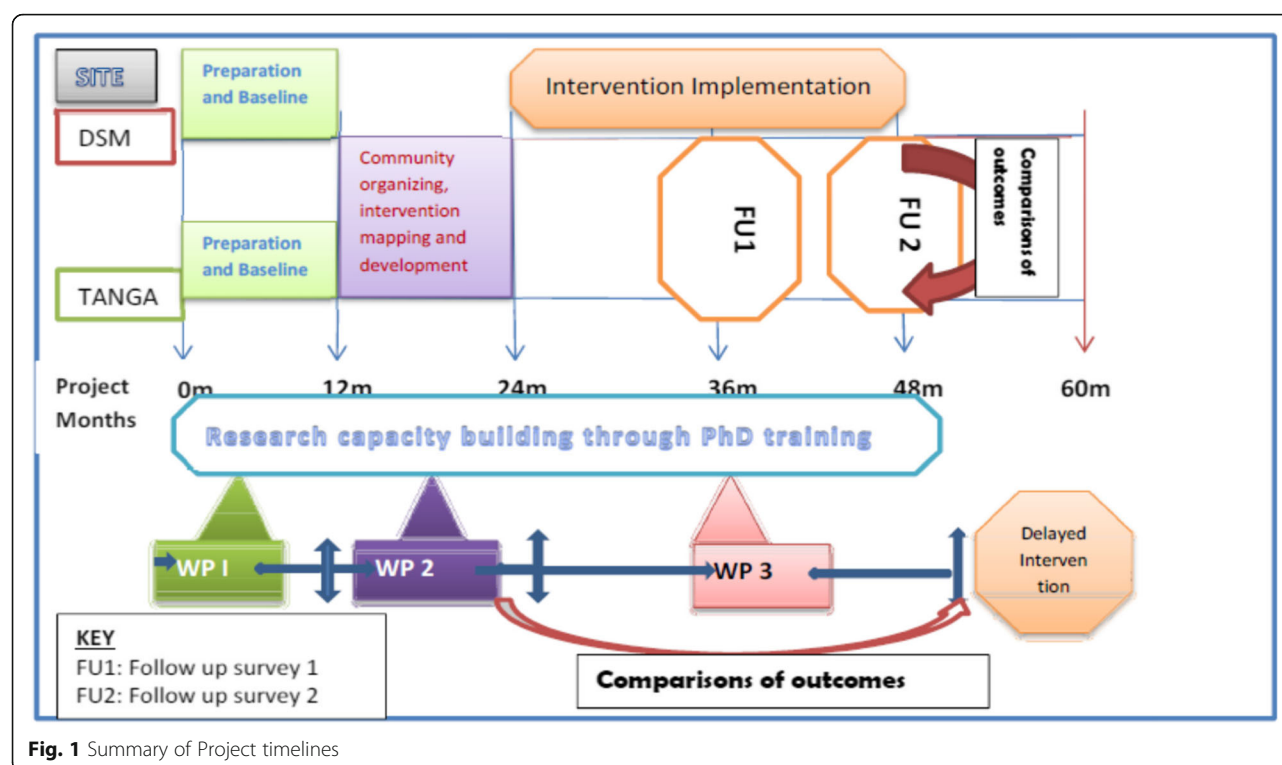 SITE
DSM
TANGA
Preparation
and Baseline
Preparation
and Baseline
Community
organizing,
intervention
mapping and
development
Intervention Implementation
FU1
FU 2
Comparisons of
outcomes
Project
Months
0m
12m
24m
36m
48m
60m
Research capacity building through PhD training
WP I
WP 2
WP 3
Delayed
Interven
tion
KEY
FU1: Follow up survey 1
FU2: Follow up survey 2
Comparisons of outcomes
Fig. 1 Summary of Project timelines